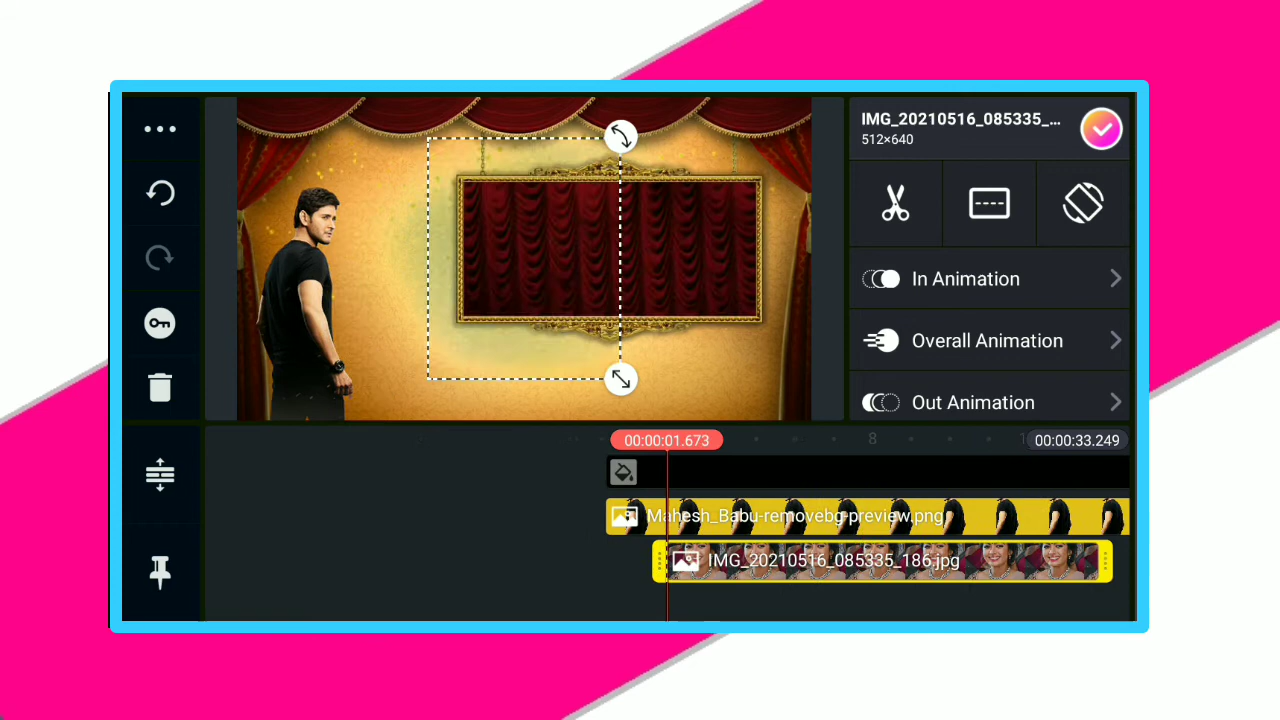 IMG_20210516_085335_...
512×640
In Animation
Overall Animation
Out Animation
00:00:01.673
8
00:00:33.249
Mahesh_Babu-removebg-preview.png
IMG_20210516_085335_186.jpg